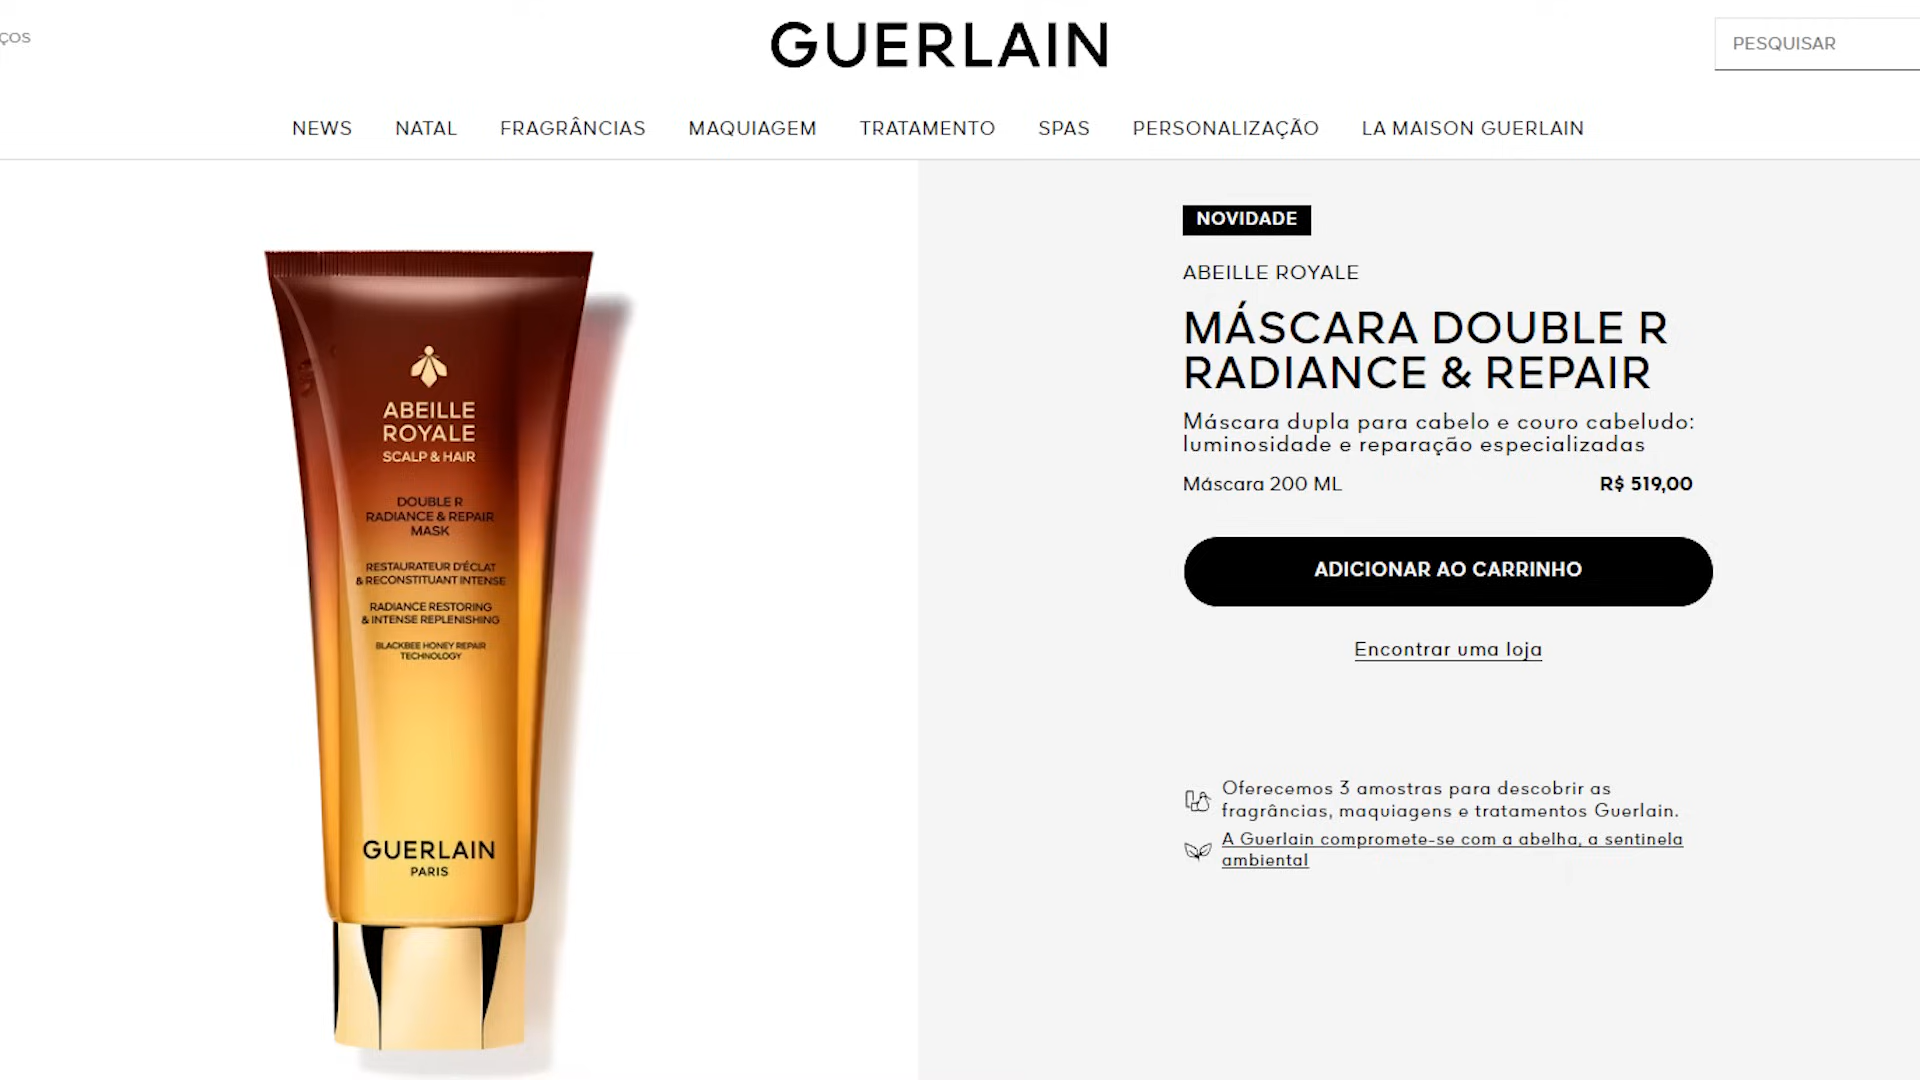 ÇOS
GUERLAIN
PESQUISAR
NEWS NATAL FRAGRÂNCIAS MAQUIAGEM TRATAMENTO SPAS PERSONALIZAÇÃO LA MAISON GUERLAIN
ABEILLE
ROYALE
SCALP & HAIR
DOUBLE R
RADIANCE & REPAIR
MASK
RESTAURATEUR D'ÉCLAT
& RECONSTITUANT INTENSE
RADIANCE RESTORING
& INTENSE REPLENISHING
BLACKBEE HONEY REPAIR
TECHNOLOGY
GUERLAIN
PARIS
NOVIDADE
ABEILLE ROYALE
MÁSCARA DOUBLE R
RADIANCE & REPAIR
Máscara dupla para cabelo e couro cabeludo:
luminosidade e reparação especializadas
Máscara 200 ML R$ 519,00
ADICIONAR AO CARRINHO
Encontrar uma loja
Oferecemos 3 amostras para descobrir as
fragrâncias, maquiagens e tratamentos Guerlain.
A Guerlain compromete-se com a abelha, a sentinela
ambiental